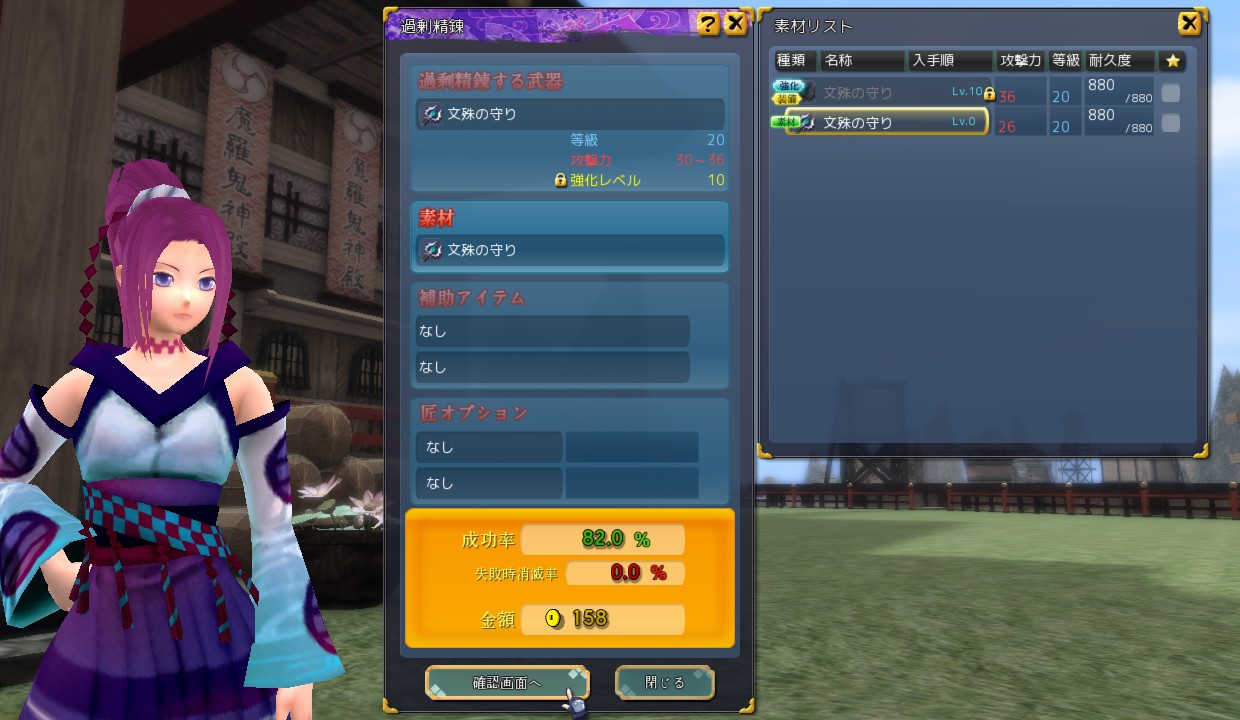 過剰精錬
?
過剰精錬する武器
文殊の守り
等級 20
攻撃力 30～36
強化レベル 10
素材
文殊の守り
補助アイテム
なし
なし
匠オプション
なし
なし
成功率 82.0 %
失敗時消滅率 0.0 %
金額 158
確認画面へ 閉じる
素材リスト
種類 名称 入手順 攻撃力 等級 耐久度 ★
強化 装備 文殊の守り Lv.10 36 20 880 /880
素材 文殊の守り Lv.0 26 20 880 /880
魔羅鬼神殿
魔羅鬼神殿